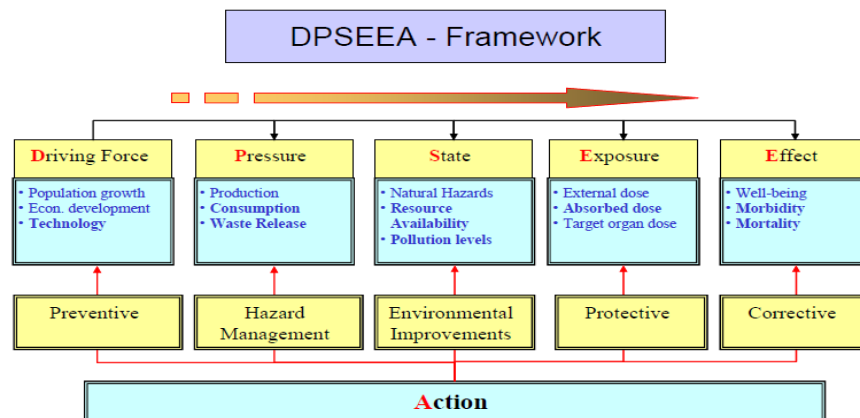 DPSEEA - Framework
Driving Force
• Population growth
• Econ. development
• Technology
Pressure
• Production
• Consumption
• Waste Release
State
• Natural Hazards
• Resource
Availability
• Pollution levels
Exposure
• External dose
• Absorbed dose
• Target organ dose
Effect
• Well-being
• Morbidity
• Mortality
Preventive
Hazard
Management
Environmental
Improvements
Protective
Corrective
Action